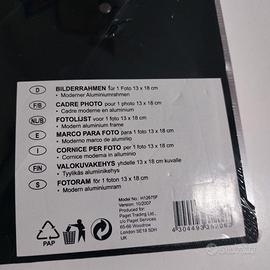 D BILDERRAHMEN für 1 Foto 13 x 18 cm
• Moderner Aluminiumrahmen
F/B CADRE PHOTO pour 1 photo 13 x 18 cm
• Cadre moderne en aluminium
NL/B FOTOLIJST voor 1 foto 13 x 18 cm
• Modern aluminium frame
E MARCO PARA FOTO para 1 foto 13 x 18 cm
• Moderno marco de aluminio
I CORNICE PER FOTO per 1 foto 13 x 18 cm
• Cornice moderna in alluminio
FIN VALOKUVAKEHYS yhdelle 13 x 18 cm kuvalle
• Tyylikäs alumiinikehys
S FOTORAM för 1 foto 13 x 18 cm
• Modern aluminiumram
PAP
Model no.:
Version: 10/2007
Produced for:
Paget Trading Ltd.,
c/o Paget Services
65-66 Woodrow
London SE18 5DH
UK